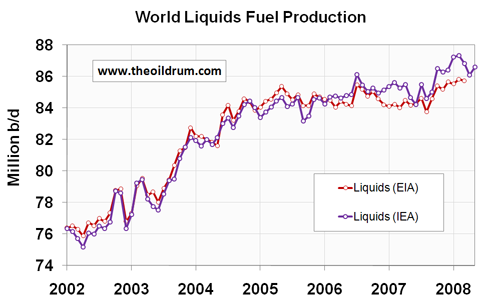 World Liquids Fuel Production
88
86
84
82
80
78
76
74
Million b/d
www.theoildrum.com
Liquids (EIA)
Liquids (IEA)
2002 2003 2004 2005 2006 2007 2008